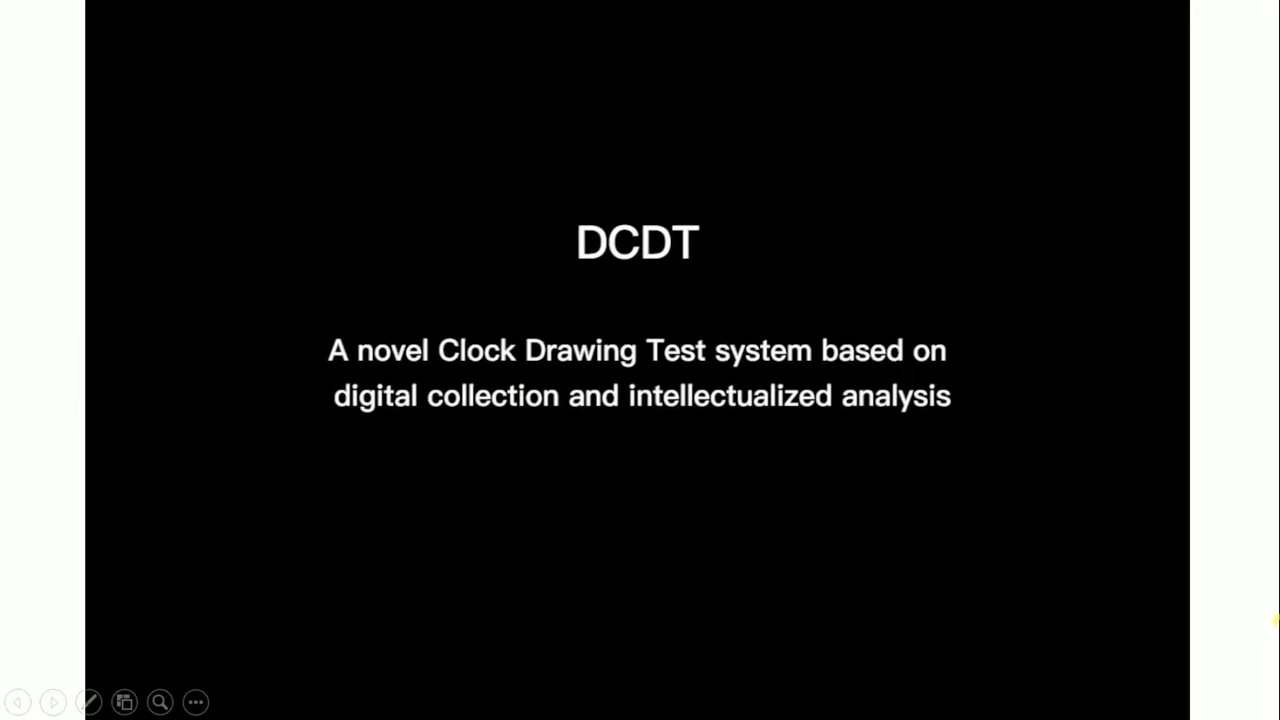 DCDT
A novel Clock Drawing Test system based on
digital collection and intellectualized analysis